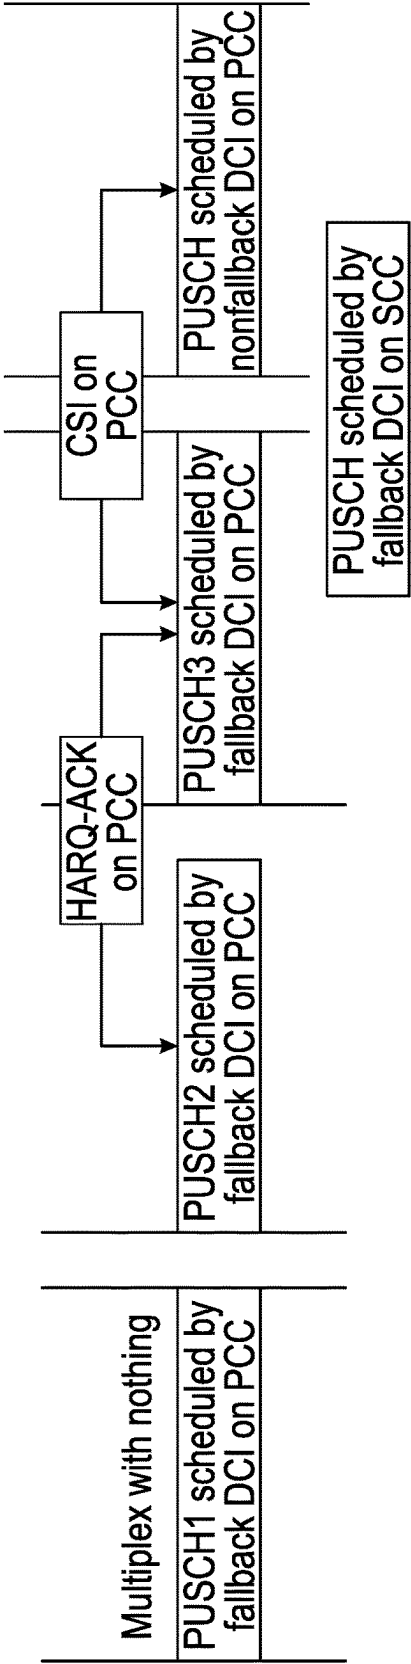 Multiplex with nothing
PUSCH1 scheduled by
fallback DCI on PCC
PUSCH2 scheduled by
fallback DCI on PCC
HARQ-ACK
on PCC
PUSCH3 scheduled by
fallback DCI on PCC
CSI on
PCC
PUSCH scheduled by
nonfallback DCI on PCC
PUSCH scheduled by
fallback DCI on SCC